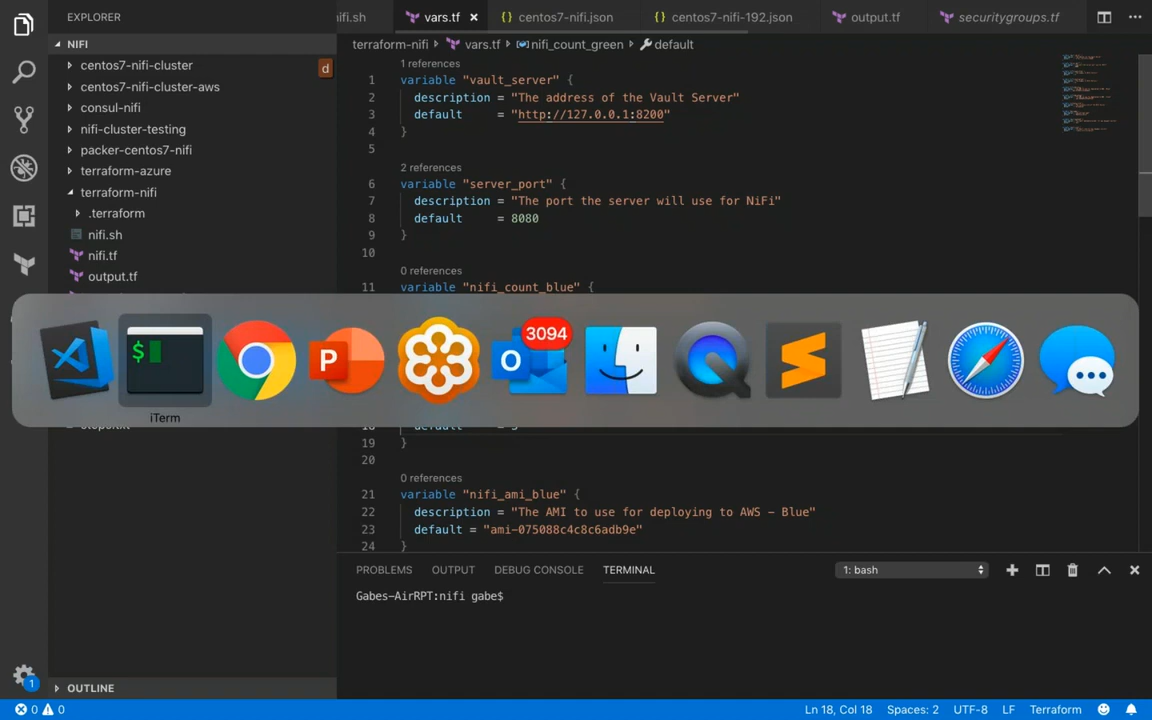 EXPLORER
nifi.sh
vars.tf
centos7-nifi.json
centos7-nifi-192.json
output.tf
securitygroups.tf
NIFI
terraform-nifi
vars.tf
nifi_count_green
default
centos7-nifi-cluster
d
centos7-nifi-cluster-aws
consul-nifi
nifi-cluster-testing
packer-centos7-nifi
terraform-azure
terraform-nifi
.terraform
nifi.sh
nifi.tf
output.tf
1 references
1 variable "vault_server" {
2 description = "The address of the Vault Server"
3 default = "http://127.0.0.1:8200"
4 }
5
2 references
6 variable "server_port" {
7 description = "The port the server will use for NiFi"
8 default = 8080
9 }
10
0 references
11 variable "nifi_count_blue" {
$
P
3094
O
Q
S
iTerm
19 }
20
0 references
21 variable "nifi_ami_blue" {
22 description = "The AMI to use for deploying to AWS - Blue"
23 default = "ami-075088c4c8c6adb9e"
24 }
PROBLEMS
OUTPUT
DEBUG CONSOLE
TERMINAL
1: bash
Gabes-AirRPT:nifi gabe$
OUTLINE
1
0 0
Ln 18, Col 18
Spaces: 2
UTF-8
LF
Terraform